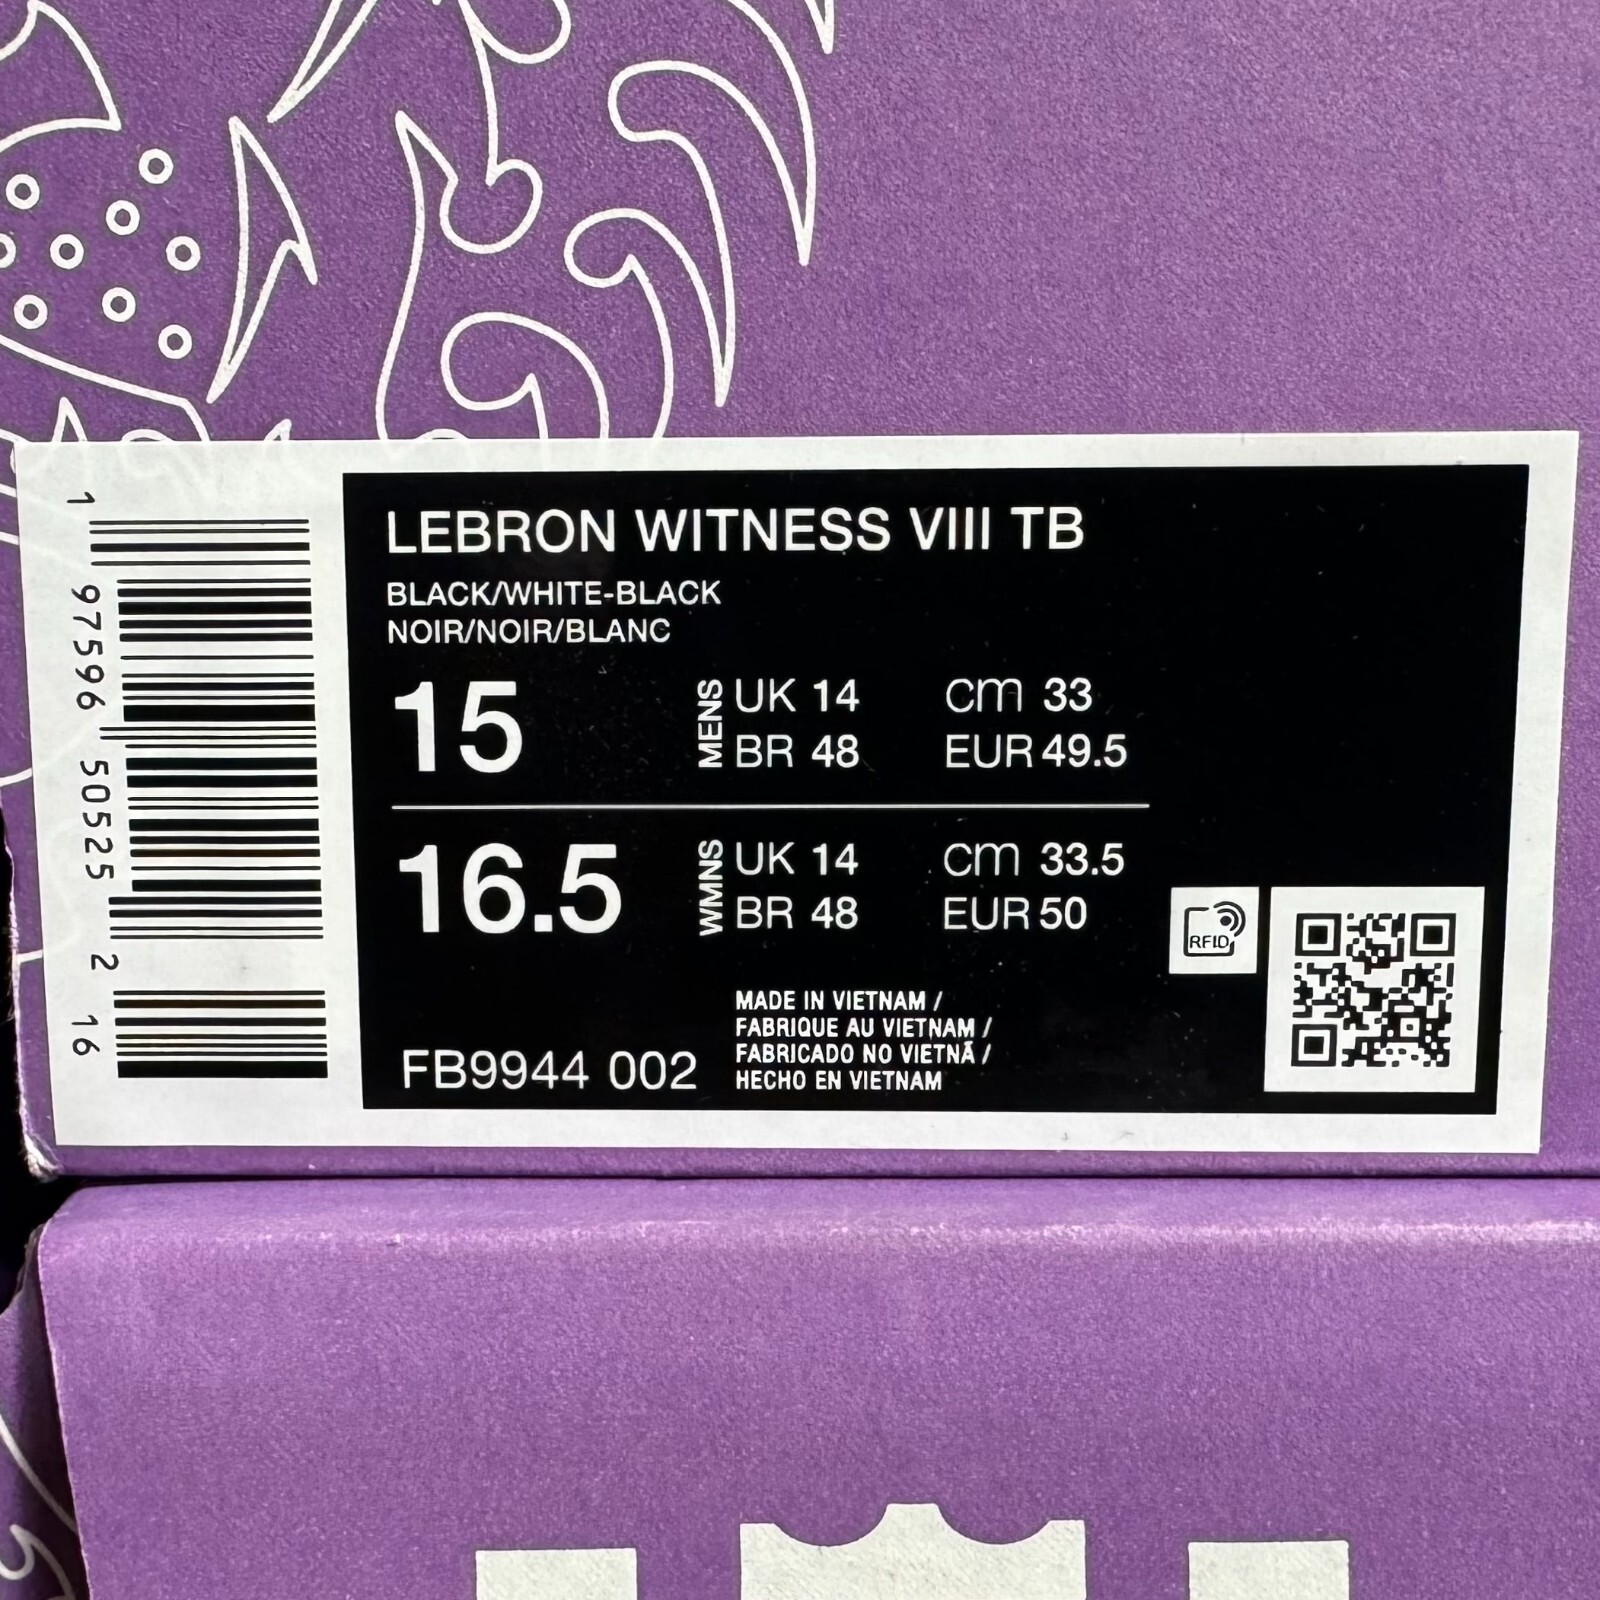 LEBRON WITNESS VIII TB
BLACK/WHITE-BLACK
NOIR/NOIR/BLANC
15 MENS UK 14 cm 33
BR 48 EUR 49.5
16.5 WMNS UK 14 cm 33.5
BR 48 EUR 50
RFID
FB9944 002
MADE IN VIETNAM /
FABRIQUE AU VIETNAM /
FABRICADO NO VIETNÃ /
HECHO EN VIETNAM
1 97596 50525 2 16